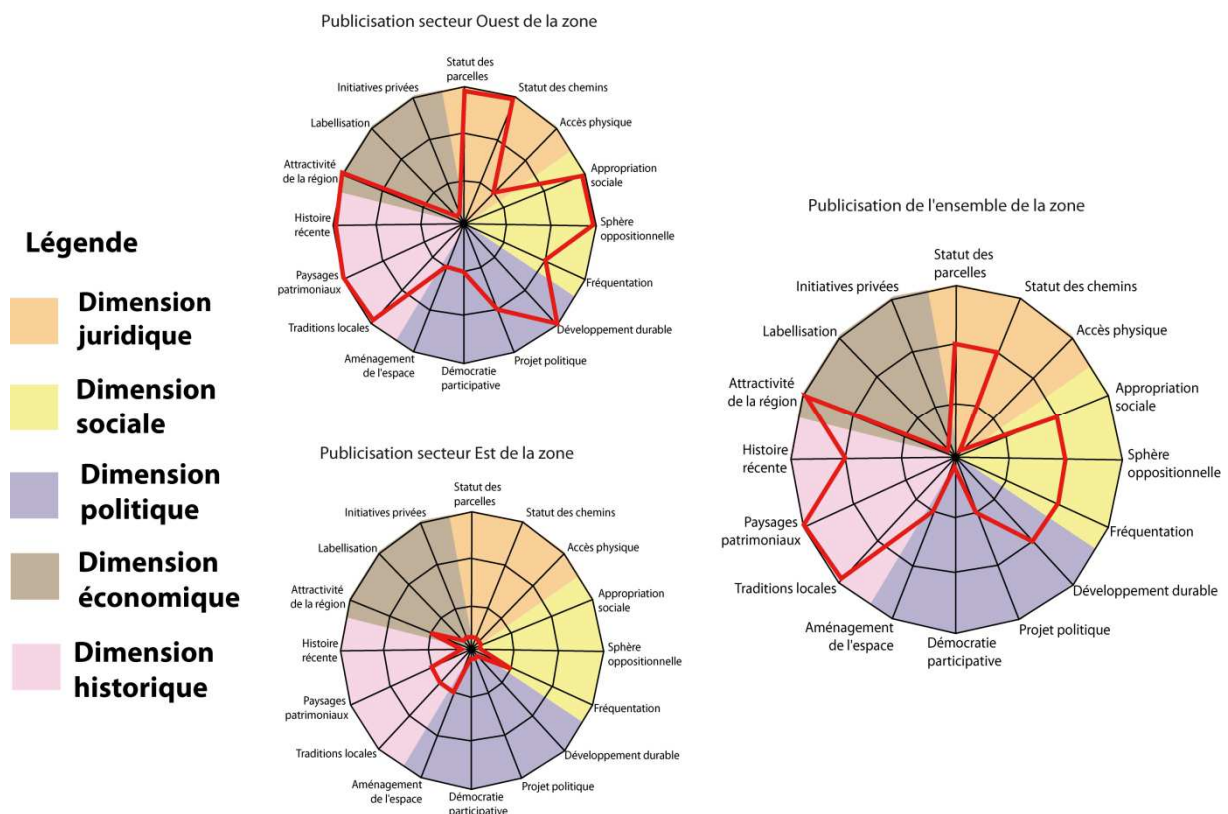 Publicisation secteur Ouest de la zone
Statut des
parcelles
Statut des chemins
Accès physique
Appropriation
sociale
Sphère
oppositionnelle
Fréquentation
Développement durable
Projet politique
Démocratie
participative
Aménagement
de l'espace
Traditions locales
Paysages
patrimoniaux
Histoire
récente
Attractivité
de la région
Labellisation
Initiatives privées
Légende
Dimension
juridique
Dimension
sociale
Dimension
politique
Dimension
économique
Dimension
historique
Publicisation secteur Est de la zone
Statut des
parcelles
Statut des chemins
Accès physique
Appropriation
sociale
Sphère
oppositionnelle
Fréquentation
Développement durable
Projet politique
Démocratie
participative
Aménagement
de l'espace
Traditions locales
Paysages
patrimoniaux
Histoire
récente
Attractivité
de la région
Labellisation
Initiatives privées
Publicisation de l'ensemble de la zone
Statut des
parcelles
Statut des chemins
Accès physique
Appropriation
sociale
Sphère
oppositionnelle
Fréquentation
Développement durable
Projet politique
Démocratie
participative
Aménagement
de l'espace
Traditions locales
Paysages
patrimoniaux
Histoire
récente
Attractivité
de la région
Labellisation
Initiatives privées